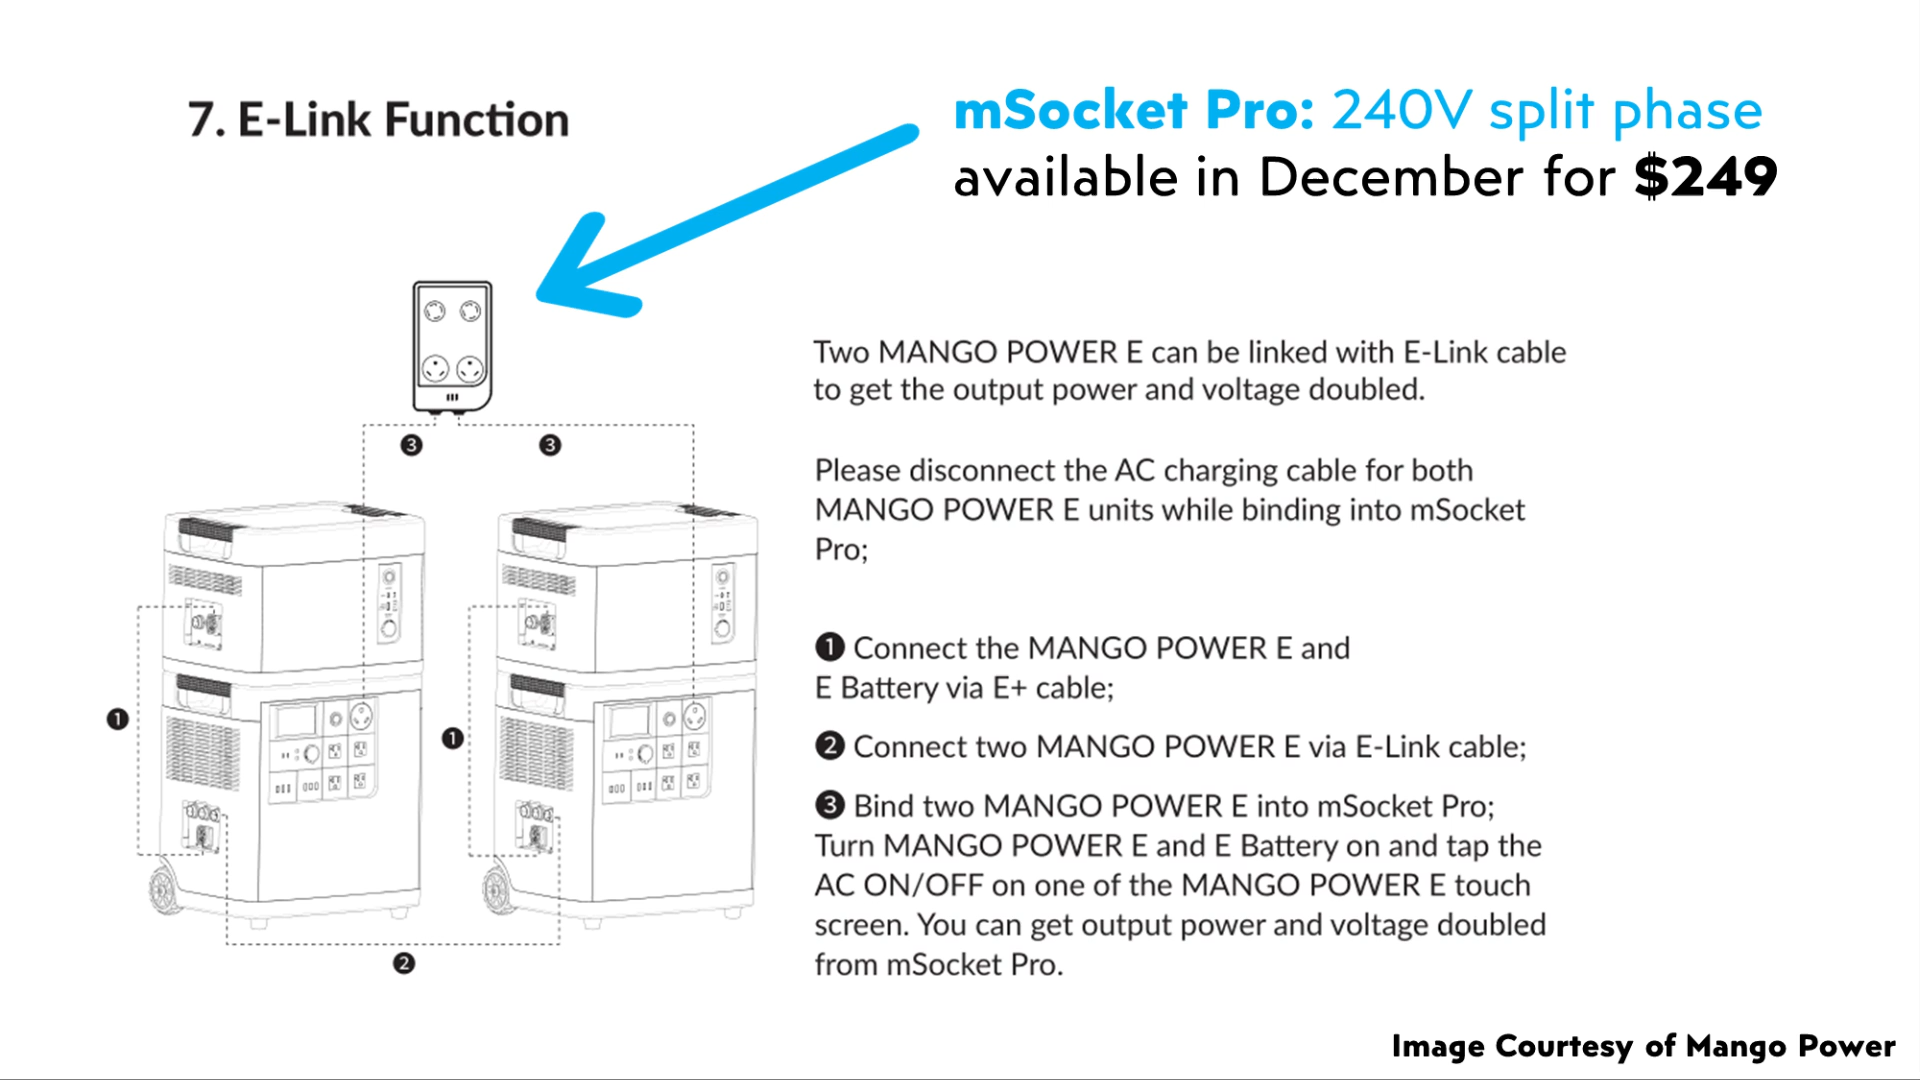 7. E-Link Function
mSocket Pro: 240V split phase
available in December for $249
Two MANGO POWER E can be linked with E-Link cable
to get the output power and voltage doubled.
Please disconnect the AC charging cable for both
MANGO POWER E units while binding into mSocket
Pro;
❶ Connect the MANGO POWER E and
E Battery via E+ cable;
❷ Connect two MANGO POWER E via E-Link cable;
❸ Bind two MANGO POWER E into mSocket Pro;
Turn MANGO POWER E and E Battery on and tap the
AC ON/OFF on one of the MANGO POWER E touch
screen. You can get output power and voltage doubled
from mSocket Pro.
❸
❸
❶
❶
❷
Image Courtesy of Mango Power